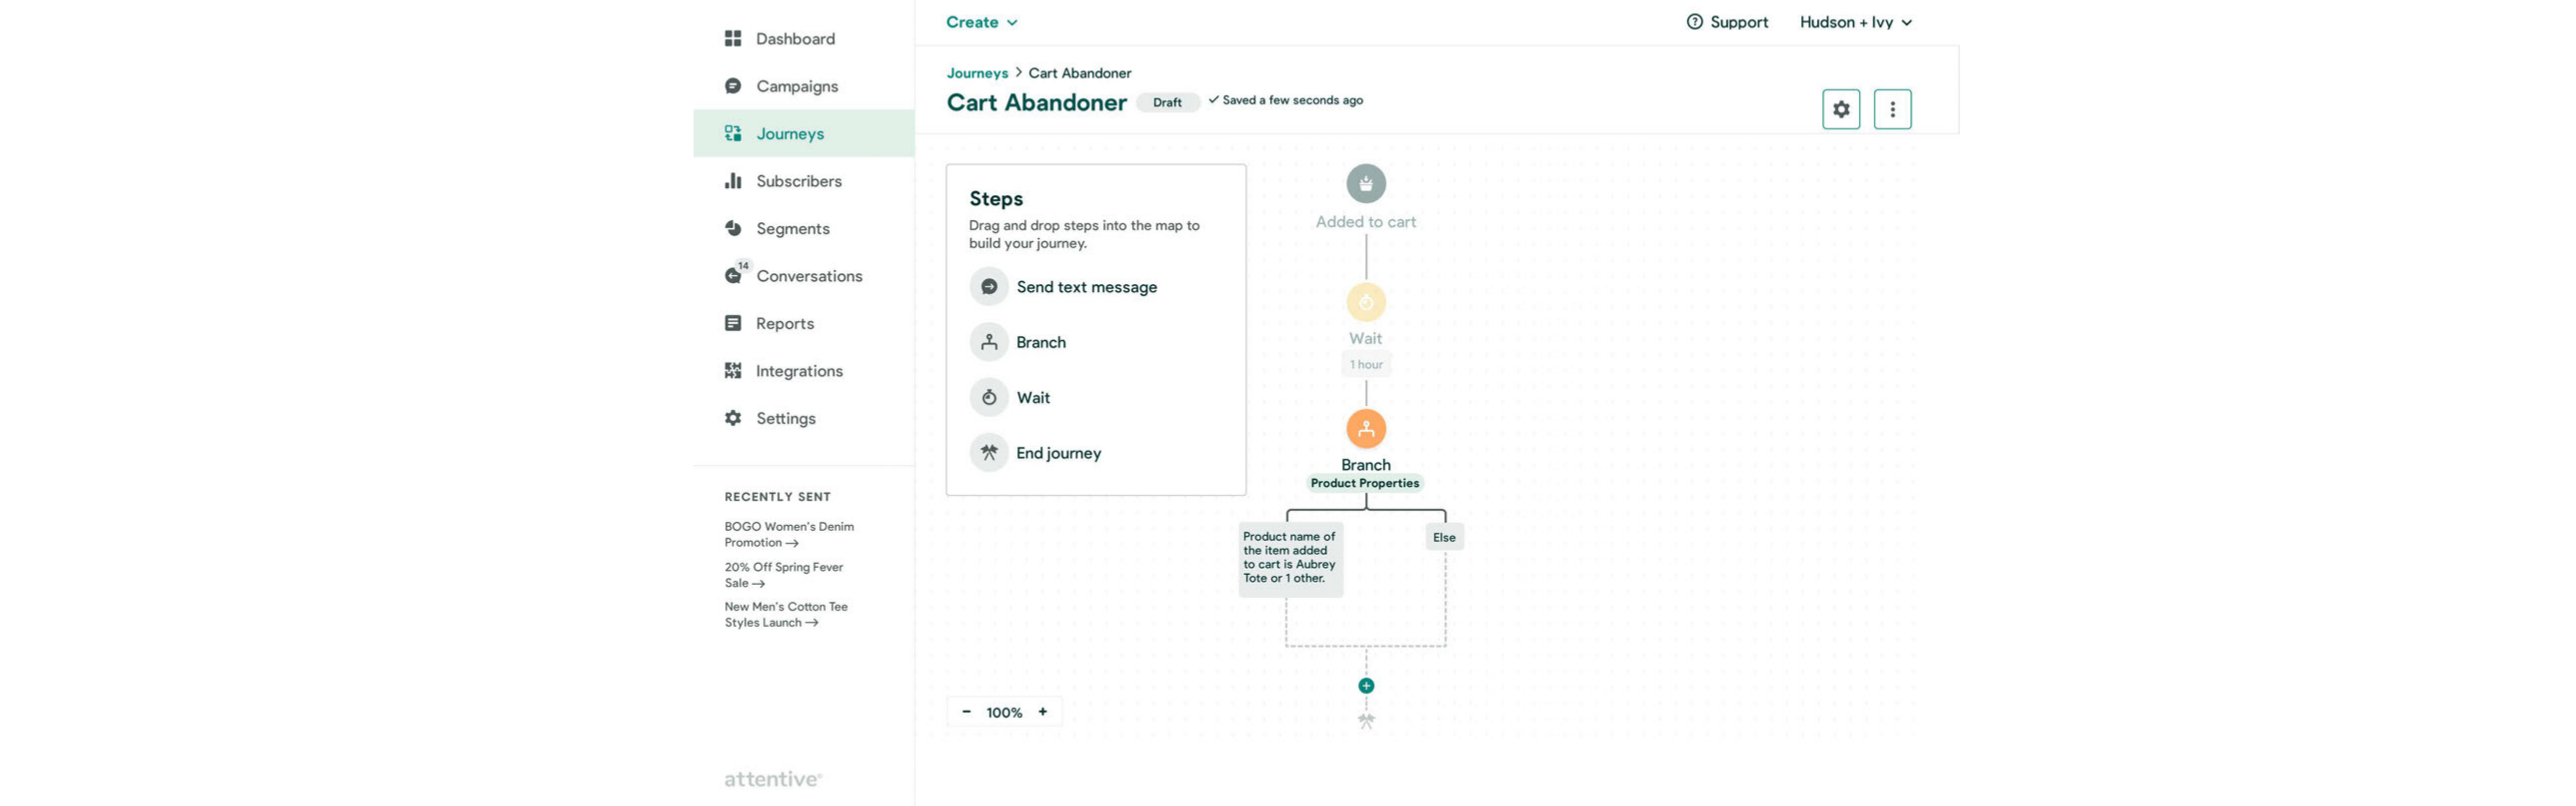 Dashboard
Campaigns
Journeys
Subscribers
Segments
14
Conversations
Reports
Integrations
Settings
RECENTLY SENT
BOGO Women's Denim
Promotion →
20% Off Spring Fever
Sale →
New Men's Cotton Tee
Styles Launch →
attentive®
Create
Support
Hudson + Ivy
Journeys > Cart Abandoner
Cart Abandoner Draft ✓ Saved a few seconds ago
Steps
Drag and drop steps into the map to
build your journey.
Send text message
Branch
Wait
End journey
− 100% +
Added to cart
Wait
1 hour
Branch
Product Properties
Product name of
the item added
to cart is Aubrey
Tote or 1 other.
Else